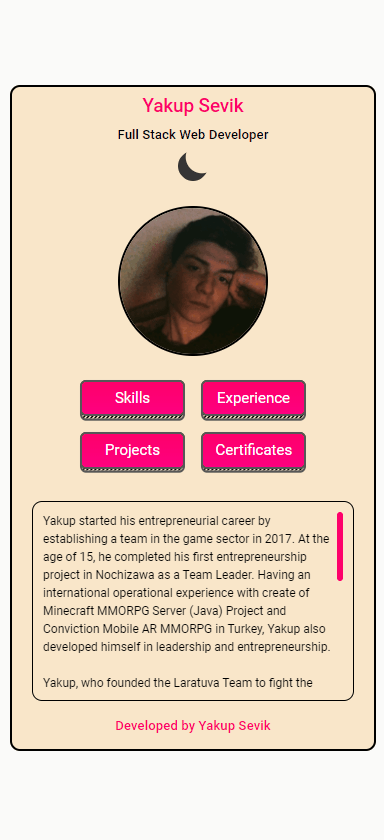 Yakup Sevik
Full Stack Web Developer
Skills
Experience
Projects
Certificates
Yakup started his entrepreneurial career by
establishing a team in the game sector in 2017. At the
age of 15, he completed his first entrepreneurship
project in Nochizawa as a Team Leader. Having an
international operational experience with create of
Minecraft MMORPG Server (Java) Project and
Conviction Mobile AR MMORPG in Turkey, Yakup also
developed himself in leadership and entrepreneurship.
Yakup, who founded the Laratuva Team to fight the
Developed by Yakup Sevik